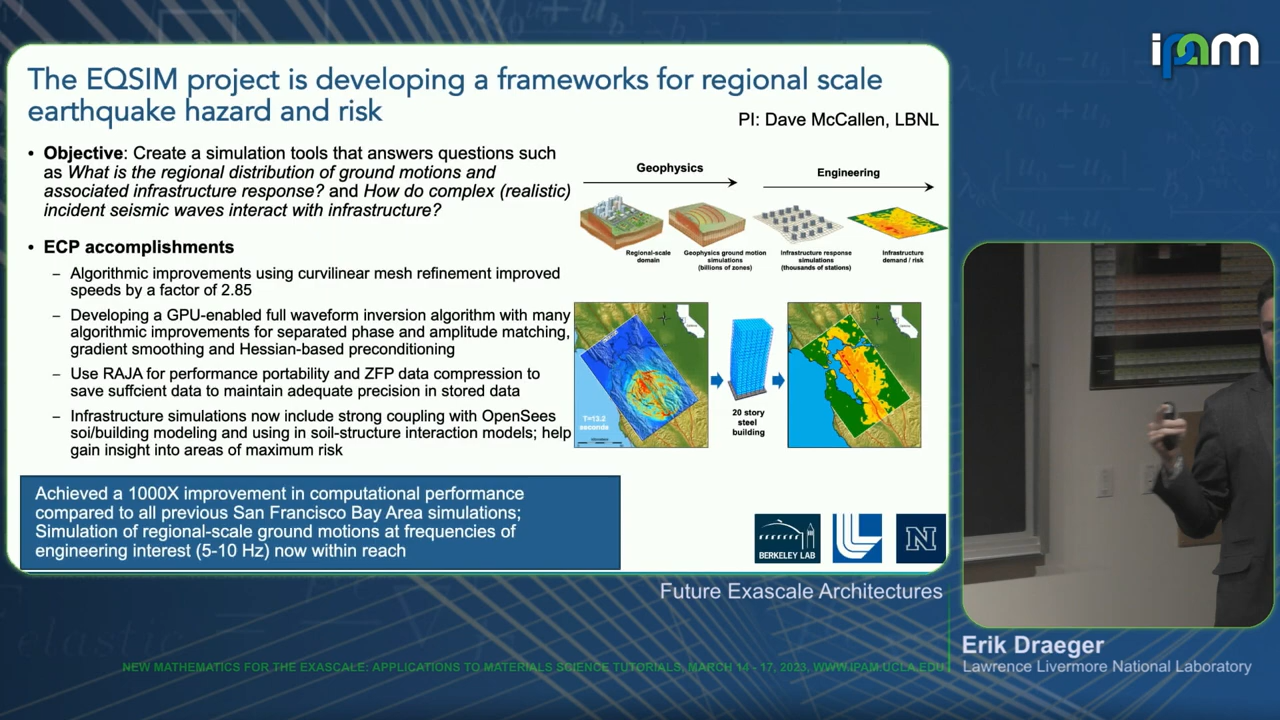 ipam
The EQSIM project is developing a frameworks for regional scale
earthquake hazard and risk
PI: Dave McCallen, LBNL
• Objective: Create a simulation tools that answers questions such
as What is the regional distribution of ground motions and
associated infrastructure response? and How do complex (realistic)
incident seismic waves interact with infrastructure?
• ECP accomplishments
– Algorithmic improvements using curvilinear mesh refinement improved
speeds by a factor of 2.85
– Developing a GPU-enabled full waveform inversion algorithm with many
algorithmic improvements for separated phase and amplitude matching,
gradient smoothing and Hessian-based preconditioning
– Use RAJA for performance portability and ZFP data compression to
save suffcient data to maintain adequate precision in stored data
– Infrastructure simulations now include strong coupling with OpenSees
soi/building modeling and using in soil-structure interaction models; help
gain insight into areas of maximum risk
Achieved a 1000X improvement in computational performance
compared to all previous San Francisco Bay Area simulations;
Simulation of regional-scale ground motions at frequencies of
engineering interest (5-10 Hz) now within reach
Geophysics
Engineering
Regional-scale
domain
Geophysics ground motion
simulations
(billions of zones)
Infrastructure response
simulations
(thousands of stations)
Infrastructure
demand / risk
T=13.2
seconds
20 story
steel
building
BERKELEY LAB
N
Future Exascale Architectures
Erik Draeger
Lawrence Livermore National Laboratory
elastic
NEW MATHEMATICS FOR THE EXASCALE: APPLICATIONS TO MATERIALS SCIENCE TUTORIALS, MARCH 14 - 17, 2023, WWW.IPAM.UCLA.EDU